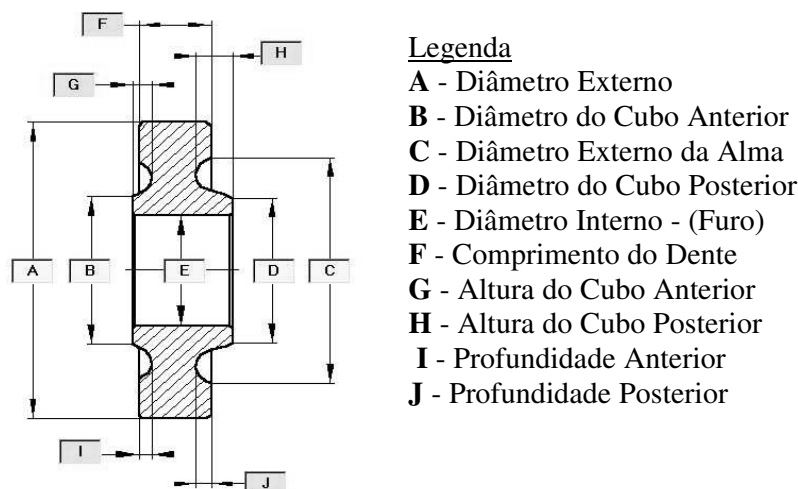 F
H
G
A
B
E
D
C
I
J
Legenda
A - Diâmetro Externo
B - Diâmetro do Cubo Anterior
C - Diâmetro Externo da Alma
D - Diâmetro do Cubo Posterior
E - Diâmetro Interno - (Furo)
F - Comprimento do Dente
G - Altura do Cubo Anterior
H - Altura do Cubo Posterior
I - Profundidade Anterior
J - Profundidade Posterior